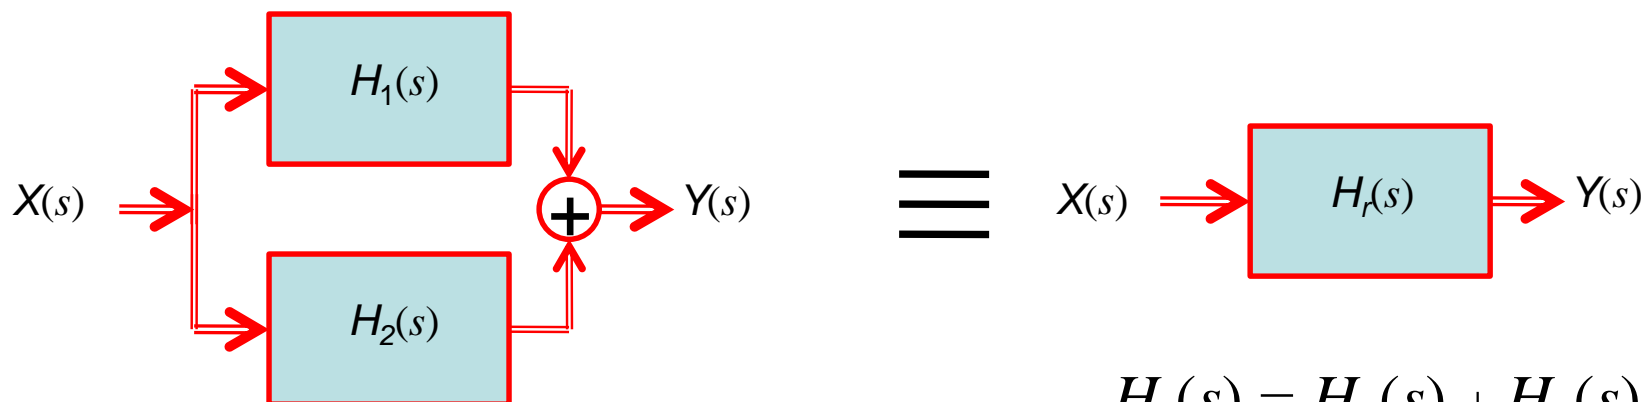 H₁(s)
X(s)
+
Y(s)
H₂(s)
≡
X(s)
Hᵣ(s)
Y(s)
H (s) = H (s) + H (s)